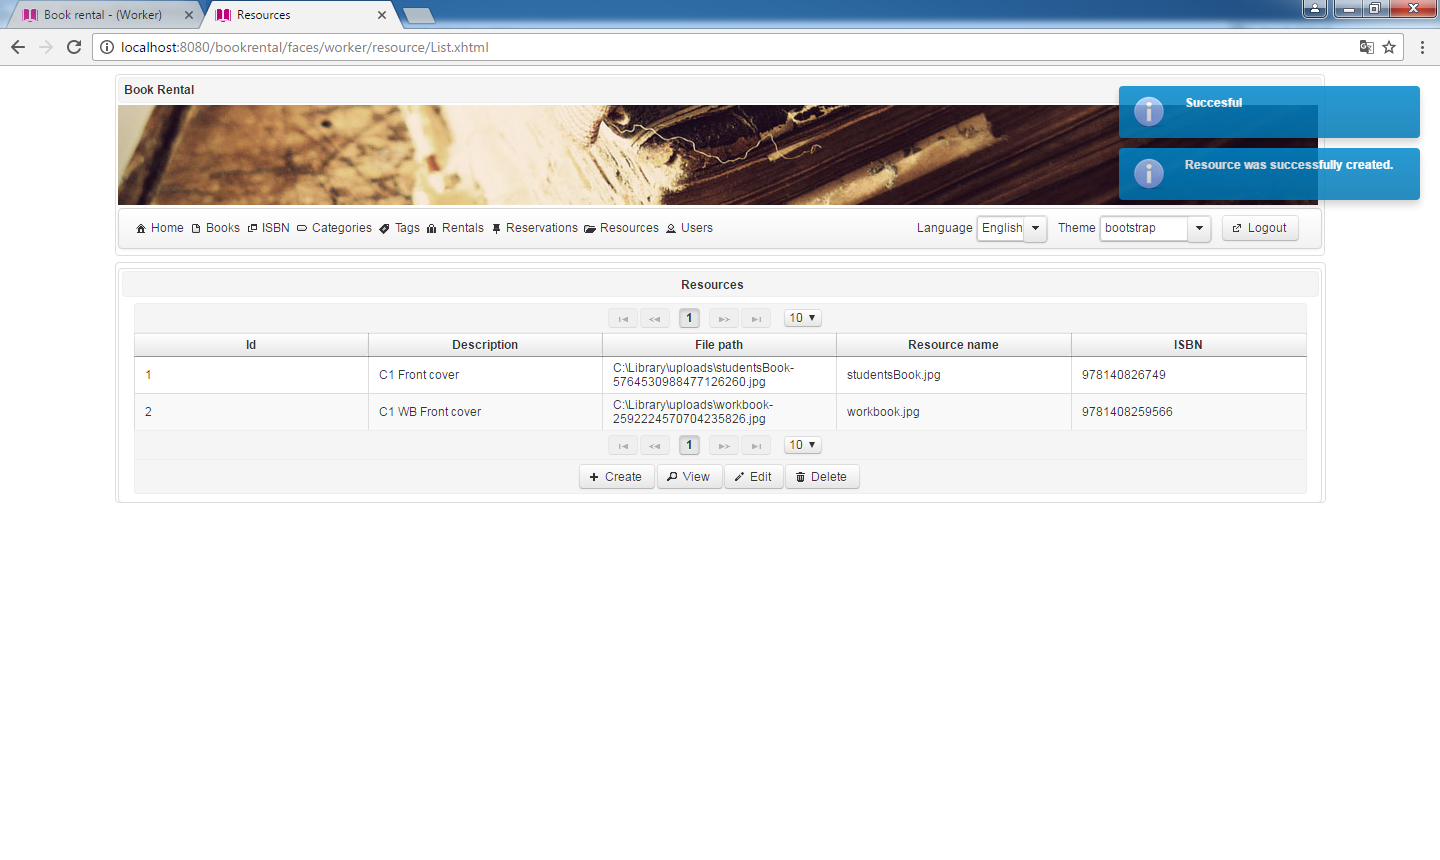 Book rental - (Worker)
Resources
localhost:8080/bookrental/faces/worker/resource/List.xhtml
Book Rental
Succesful
Resource was successfully created.
Home Books ISBN Categories Tags Rentals Reservations Resources Users Language English Theme bootstrap Logout
Resources
1 10
Id Description File path Resource name ISBN
1 C1 Front cover C:\Library\uploads\studentsBook-
5764530988477126260.jpg studentsBook.jpg 978140826749
2 C1 WB Front cover C:\Library\uploads\workbook-
2592224570704235826.jpg workbook.jpg 9781408259566
1 10
Create View Edit Delete